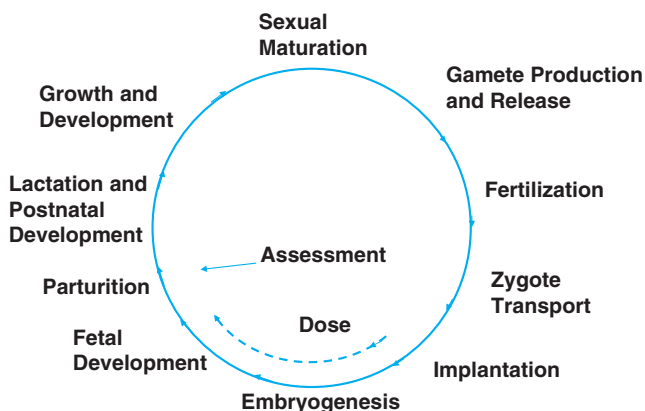 Sexual
Maturation
Gamete Production
and Release
Fertilization
Zygote
Transport
Implantation
Embryogenesis
Fetal
Development
Parturition
Lactation and
Postnatal
Development
Growth and
Development
Assessment
Dose